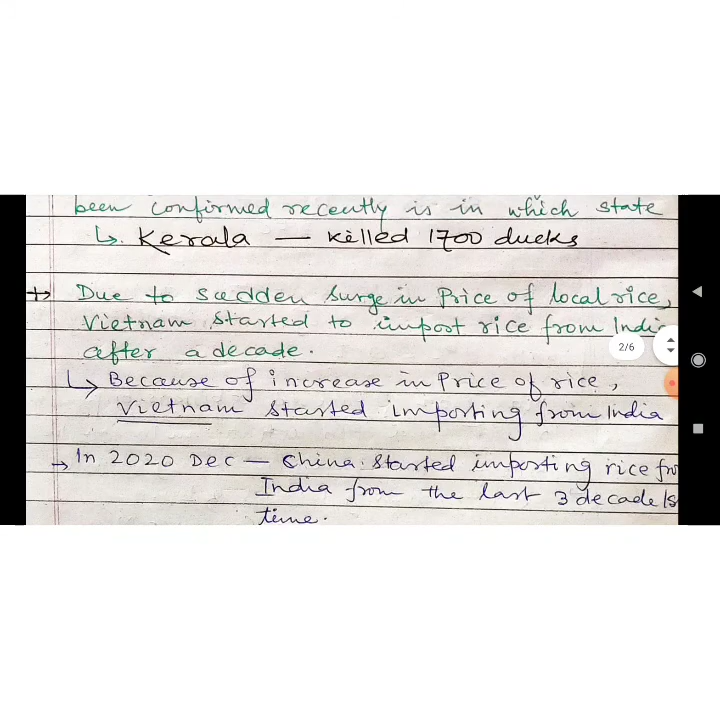 been confirmed recently is in which state
↳. Kerala — killed 1700 ducks
→ Due to sudden surge in Price of local rice,
Vietnam started to import rice from Indi
after a decade.
↳ Because of increase in Price of rice,
Vietnam started importing from India
→ In 2020 Dec — China started importing rice fro
India from the last 3 decade/s
time.
2/6